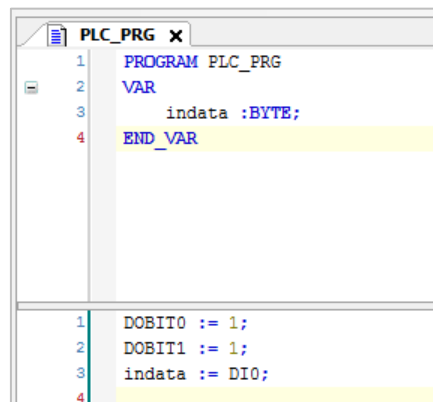 PLC_PRG X
1 PROGRAM PLC_PRG
2 VAR
3 indata :BYTE;
4 END_VAR
1 DOBIT0 := 1;
2 DOBIT1 := 1;
3 indata := DI0;
4